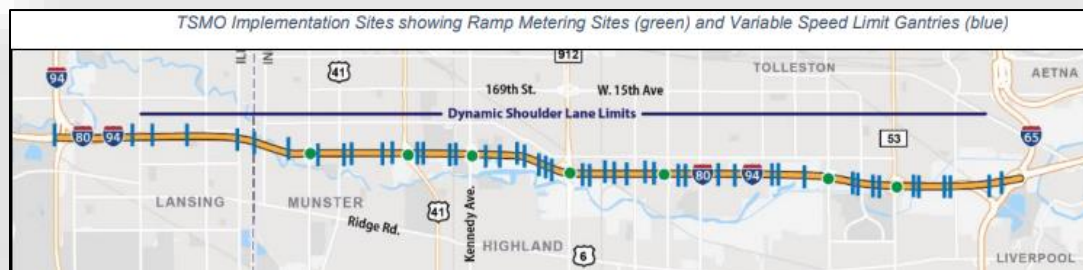 TSMO Implementation Sites showing Ramp Metering Sites (green) and Variable Speed Limit Gantries (blue)
912
ILL
IN
94
41
TOLLESTON
AETNA
169th St.
W. 15th Ave
Dynamic Shoulder Lane Limits
80
94
53
65
80
94
LANSING
MUNSTER
41
Kennedy Ave.
Ridge Rd.
HIGHLAND
6
LIVERPOOL